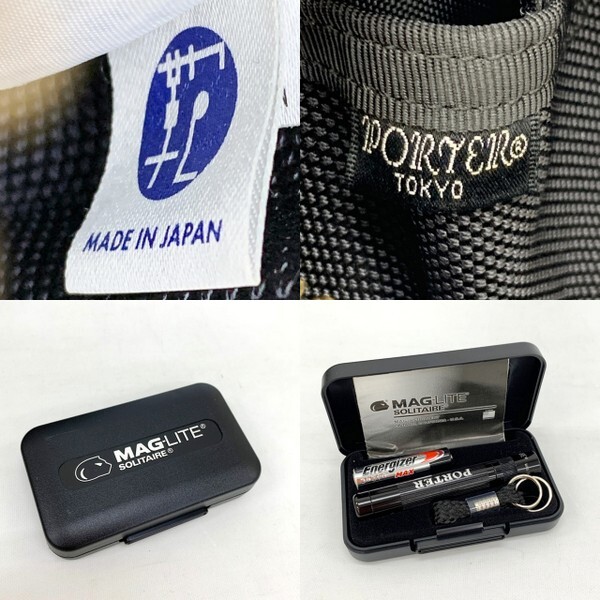 MADE IN JAPAN
PORTER®
TOKYO
MAG-LITE®
SOLITAIRE®
MAG-LITE®
SOLITAIRE
Energizer
MAX
PORTER